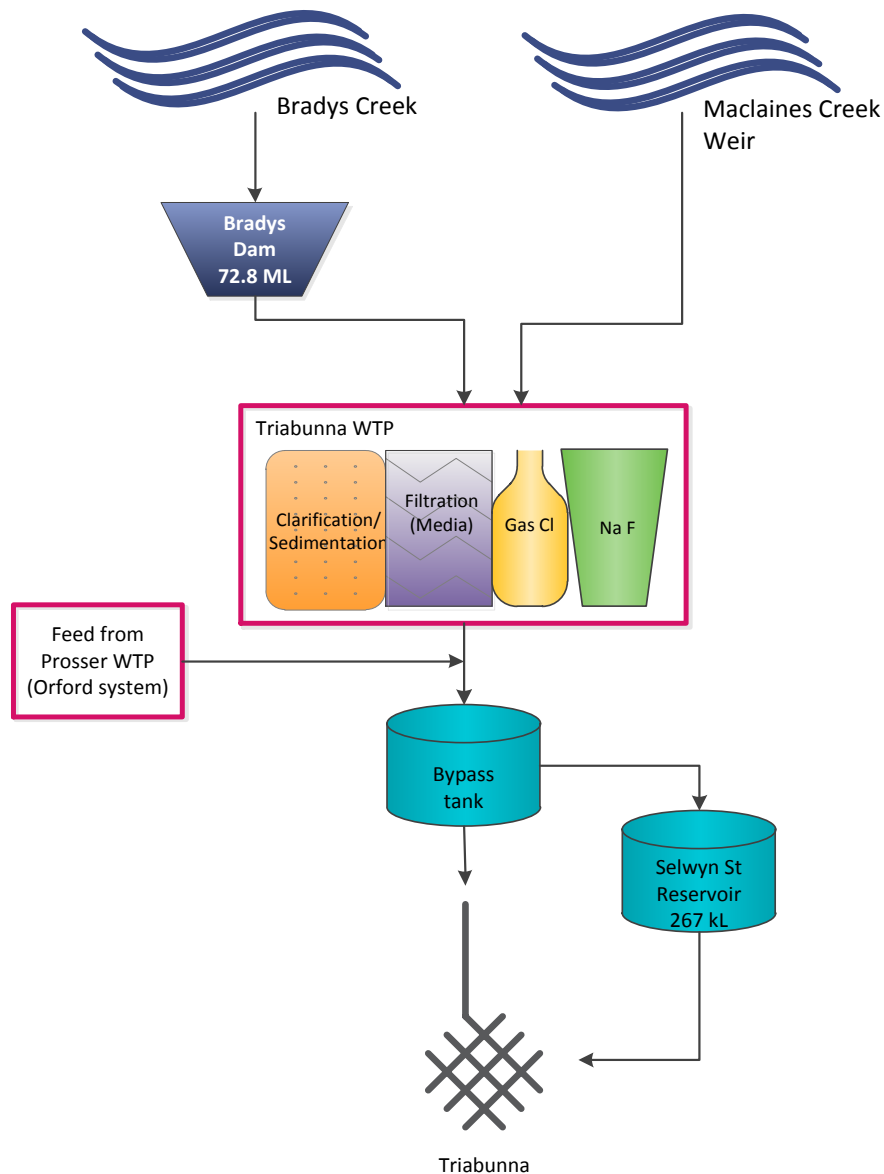 Bradys Creek
Maclaines Creek
Weir
Bradys
Dam
72.8 ML
Triabunna WTP
Clarification/
Sedimentation
Filtration
(Media)
Gas Cl
Na F
Feed from
Prosser WTP
(Orford system)
Bypass
tank
Selwyn St
Reservoir
267 kL
Triabunna